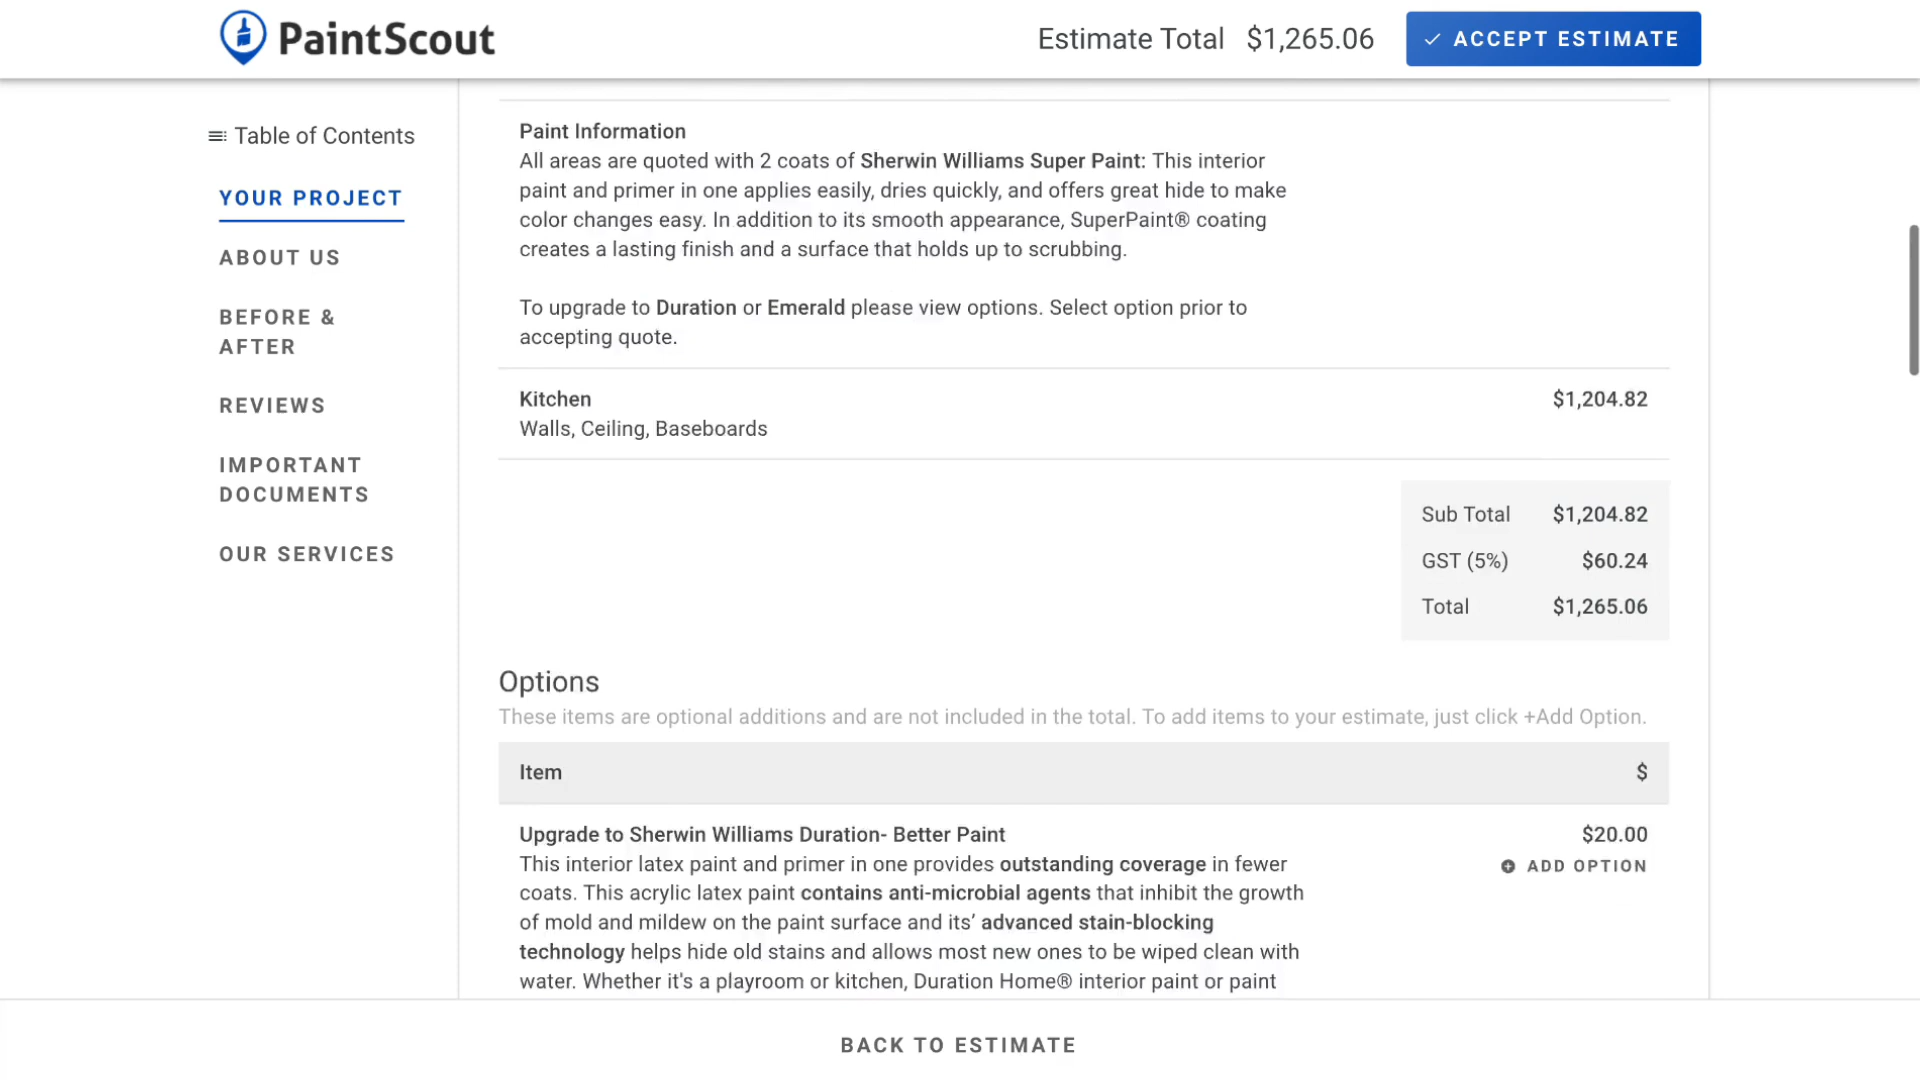 PaintScout
Estimate Total $1,265.06
ACCEPT ESTIMATE
Table of Contents
YOUR PROJECT
ABOUT US
BEFORE &
AFTER
REVIEWS
IMPORTANT
DOCUMENTS
OUR SERVICES
Paint Information
All areas are quoted with 2 coats of Sherwin Williams Super Paint: This interior
paint and primer in one applies easily, dries quickly, and offers great hide to make
color changes easy. In addition to its smooth appearance, SuperPaint® coating
creates a lasting finish and a surface that holds up to scrubbing.
To upgrade to Duration or Emerald please view options. Select option prior to
accepting quote.
Kitchen $1,204.82
Walls, Ceiling, Baseboards
Sub Total $1,204.82
GST (5%) $60.24
Total $1,265.06
Options
These items are optional additions and are not included in the total. To add items to your estimate, just click +Add Option.
Item $
Upgrade to Sherwin Williams Duration- Better Paint $20.00
ADD OPTION
This interior latex paint and primer in one provides outstanding coverage in fewer
coats. This acrylic latex paint contains anti-microbial agents that inhibit the growth
of mold and mildew on the paint surface and its’ advanced stain-blocking
technology helps hide old stains and allows most new ones to be wiped clean with
water. Whether it's a playroom or kitchen, Duration Home® interior paint or paint
BACK TO ESTIMATE